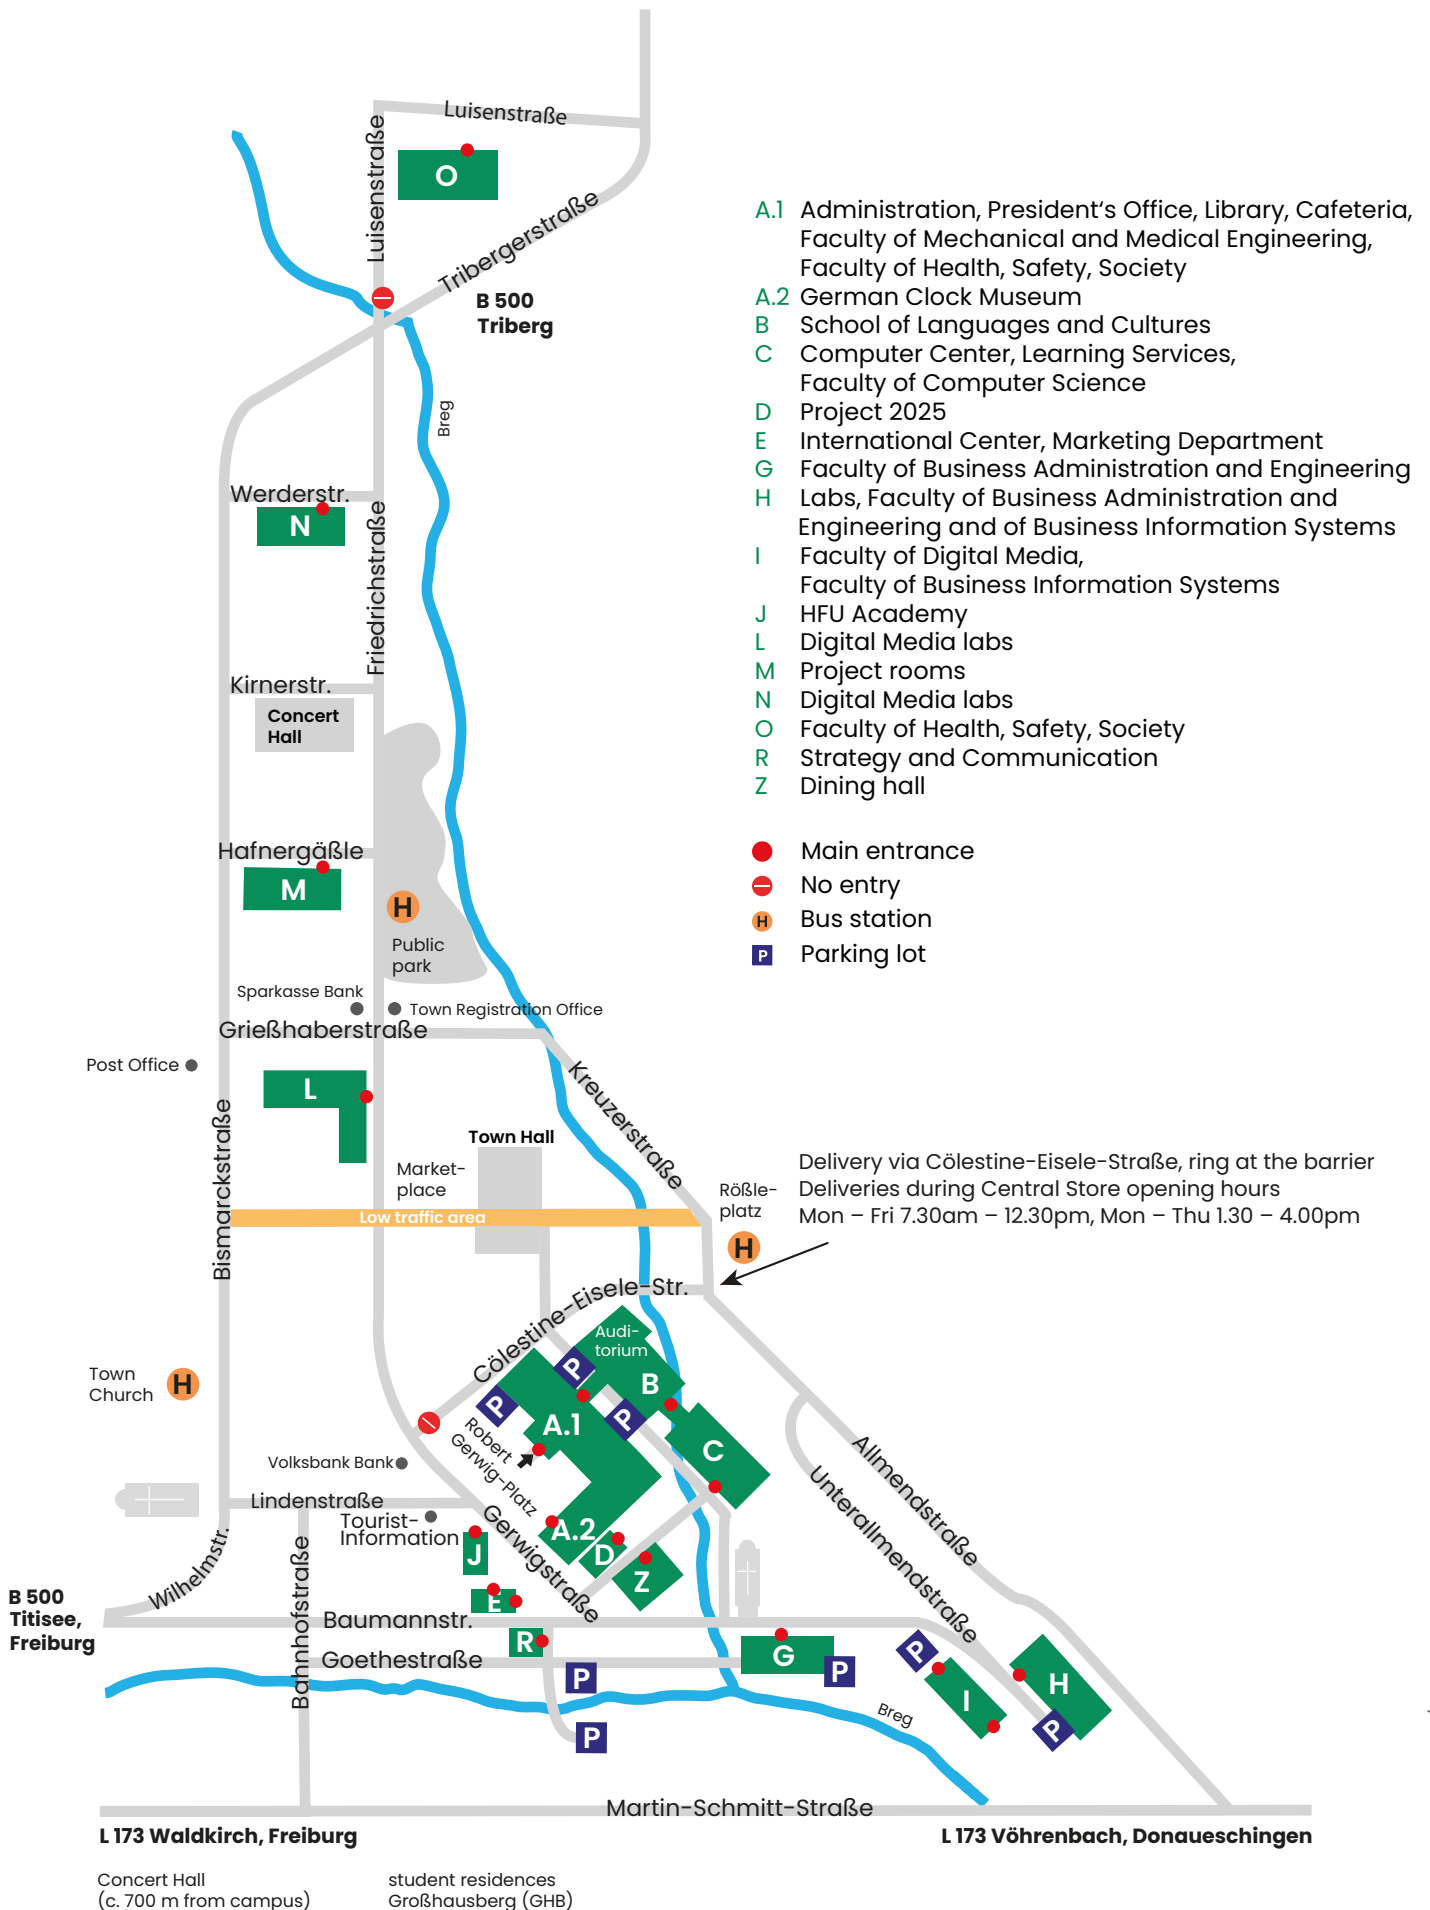 Luisenstraße
Luisenstraße
O
Tribergerstraße
B 500
Triberg
Breg
Werderstr.
N
Friedrichstraße
Kirnerstr.
Concert
Hall
Hafnergäßle
M
H
Public
park
Sparkasse Bank
Town Registration Office
Grießhaberstraße
Post Office
L
Kreuzerstraße
Bismarckstraße
Town Hall
Market-
place
Low traffic area
Rößle-
platz
H
A.1 Administration, President‘s Office, Library, Cafeteria,
Faculty of Mechanical and Medical Engineering,
Faculty of Health, Safety, Society
A.2 German Clock Museum
B School of Languages and Cultures
C Computer Center, Learning Services,
Faculty of Computer Science
D Project 2025
E International Center, Marketing Department
G Faculty of Business Administration and Engineering
H Labs, Faculty of Business Administration and
Engineering and of Business Information Systems
I Faculty of Digital Media,
Faculty of Business Information Systems
J HFU Academy
L Digital Media labs
M Project rooms
N Digital Media labs
O Faculty of Health, Safety, Society
R Strategy and Communication
Z Dining hall
Main entrance
No entry
H Bus station
P Parking lot
Delivery via Cölestine-Eisele-Straße, ring at the barrier
Deliveries during Central Store opening hours
Mon – Fri 7.30am – 12.30pm, Mon – Thu 1.30 – 4.00pm
Cölestine-Eisele-Str.
Audi-
torium
P
B
P
A.1
P
C
Town
Church
H
Robert
Gerwig-Platz
Volksbank Bank
Lindenstraße
Tourist-
Information
Gerwigstraße
A.2
D
Z
J
E
R
Allmendstraße
Unterallmendstraße
Wilhelmstr.
Bahnhofstraße
B 500
Titisee,
Freiburg
Baumannstr.
Goethestraße
P
P
G
P
P
I
H
P
Breg
Martin-Schmitt-Straße
L 173 Waldkirch, Freiburg
L 173 Vöhrenbach, Donaueschingen
Concert Hall
(c. 700 m from campus)
student residences
Großhausberg (GHB)